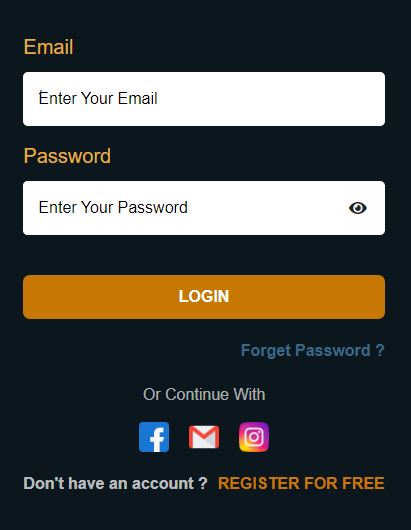 Email
Enter Your Email
Password
Enter Your Password
LOGIN
Forget Password ?
Or Continue With
Don't have an account ? REGISTER FOR FREE